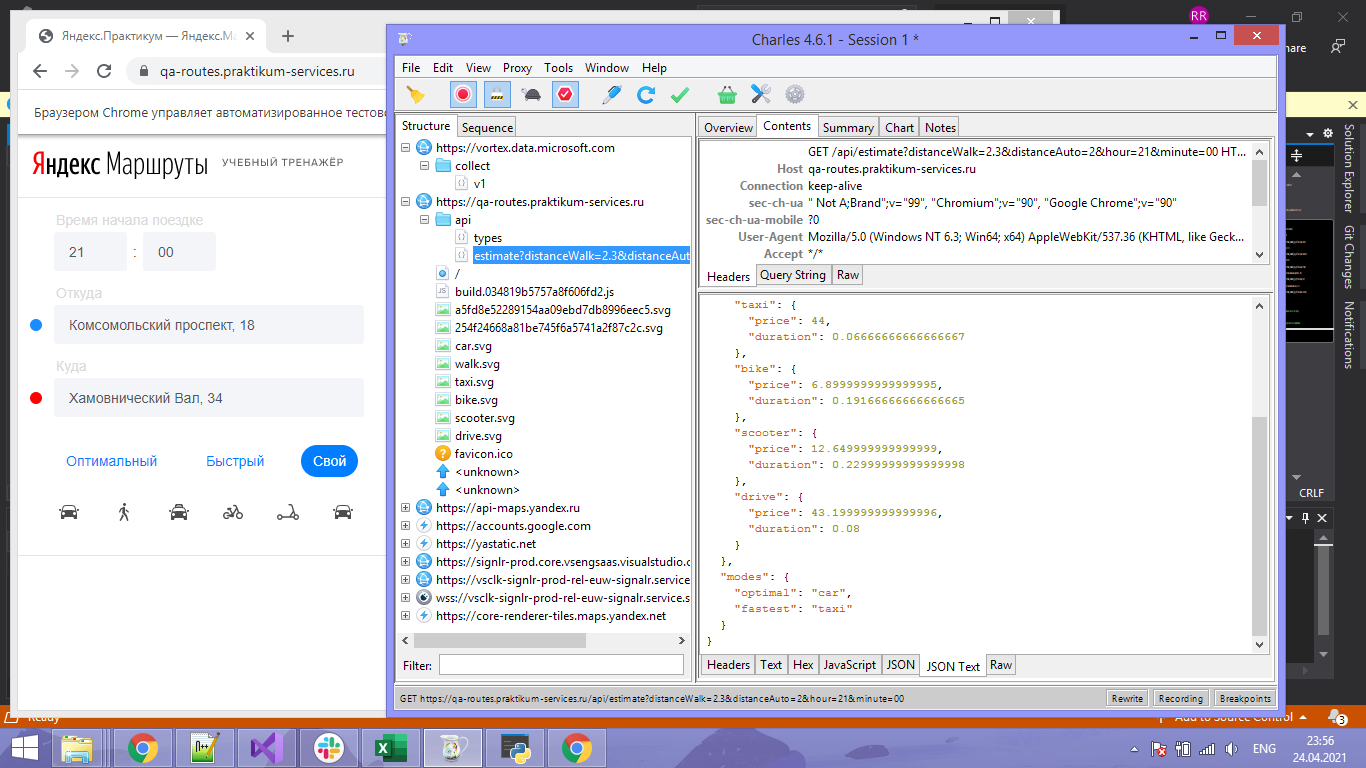 RR
Яндекс.Практикум — Яндекс.Ма
qa-routes.praktikum-services.ru
Браузером Chrome управляет автоматизированное тестово
Яндекс Маршруты УЧЕБНЫЙ ТРЕНАЖЁР
Время начала поездке
21 : 00
Откуда
Комсомольский проспект, 18
Куда
Хамовнический Вал, 34
Оптимальный Быстрый Свой
Charles 4.6.1 - Session 1 *
File Edit View Proxy Tools Window Help
Structure Sequence
https://vortex.data.microsoft.com
collect
v1
https://qa-routes.praktikum-services.ru
api
types
estimate?distanceWalk=2.3&distanceAut
/
build.034819b5757a8f606fd2.js
a5fd8e52289154aa09ebd7db8996eec5.svg
254f24668a81be745f6a5741a2f87c2c.svg
car.svg
walk.svg
taxi.svg
bike.svg
scooter.svg
drive.svg
favicon.ico
<unknown>
<unknown>
https://api-maps.yandex.ru
https://accounts.google.com
https://yastatic.net
https://signlr-prod.core.vsengsaas.visualstudio.c
https://vsclk-signlr-prod-rel-euw-signalr.service
wss://vsclk-signlr-prod-rel-euw-signalr.service.s
https://core-renderer-tiles.maps.yandex.net
Filter:
Overview Contents Summary Chart Notes
GET /api/estimate?distanceWalk=2.3&distanceAuto=2&hour=21&minute=00 HT...
Host qa-routes.praktikum-services.ru
Connection keep-alive
sec-ch-ua " Not A;Brand";v="99", "Chromium";v="90", "Google Chrome";v="90"
sec-ch-ua-mobile ?0
User-Agent Mozilla/5.0 (Windows NT 6.3; Win64; x64) AppleWebKit/537.36 (KHTML, like Geck...
Accept */*
Headers Query String Raw
"taxi": {
"price": 44,
"duration": 0.06666666666666667
},
"bike": {
"price": 6.8999999999999995,
"duration": 0.19166666666666665
},
"scooter": {
"price": 12.649999999999999,
"duration": 0.22999999999999998
},
"drive": {
"price": 43.199999999999996,
"duration": 0.08
}
},
"modes": {
"optimal": "car",
"fastest": "taxi"
}
}
Headers Text Hex JavaScript JSON JSON Text Raw
GET https://qa-routes.praktikum-services.ru/api/estimate?distanceWalk=2.3&distanceAuto=2&hour=21&minute=00
Rewrite Recording Breakpoints
hare
Solution Explorer
Git Changes
Notifications
CRLF
Ready
Add to Source Control
3
ENG
23:56
24.04.2021